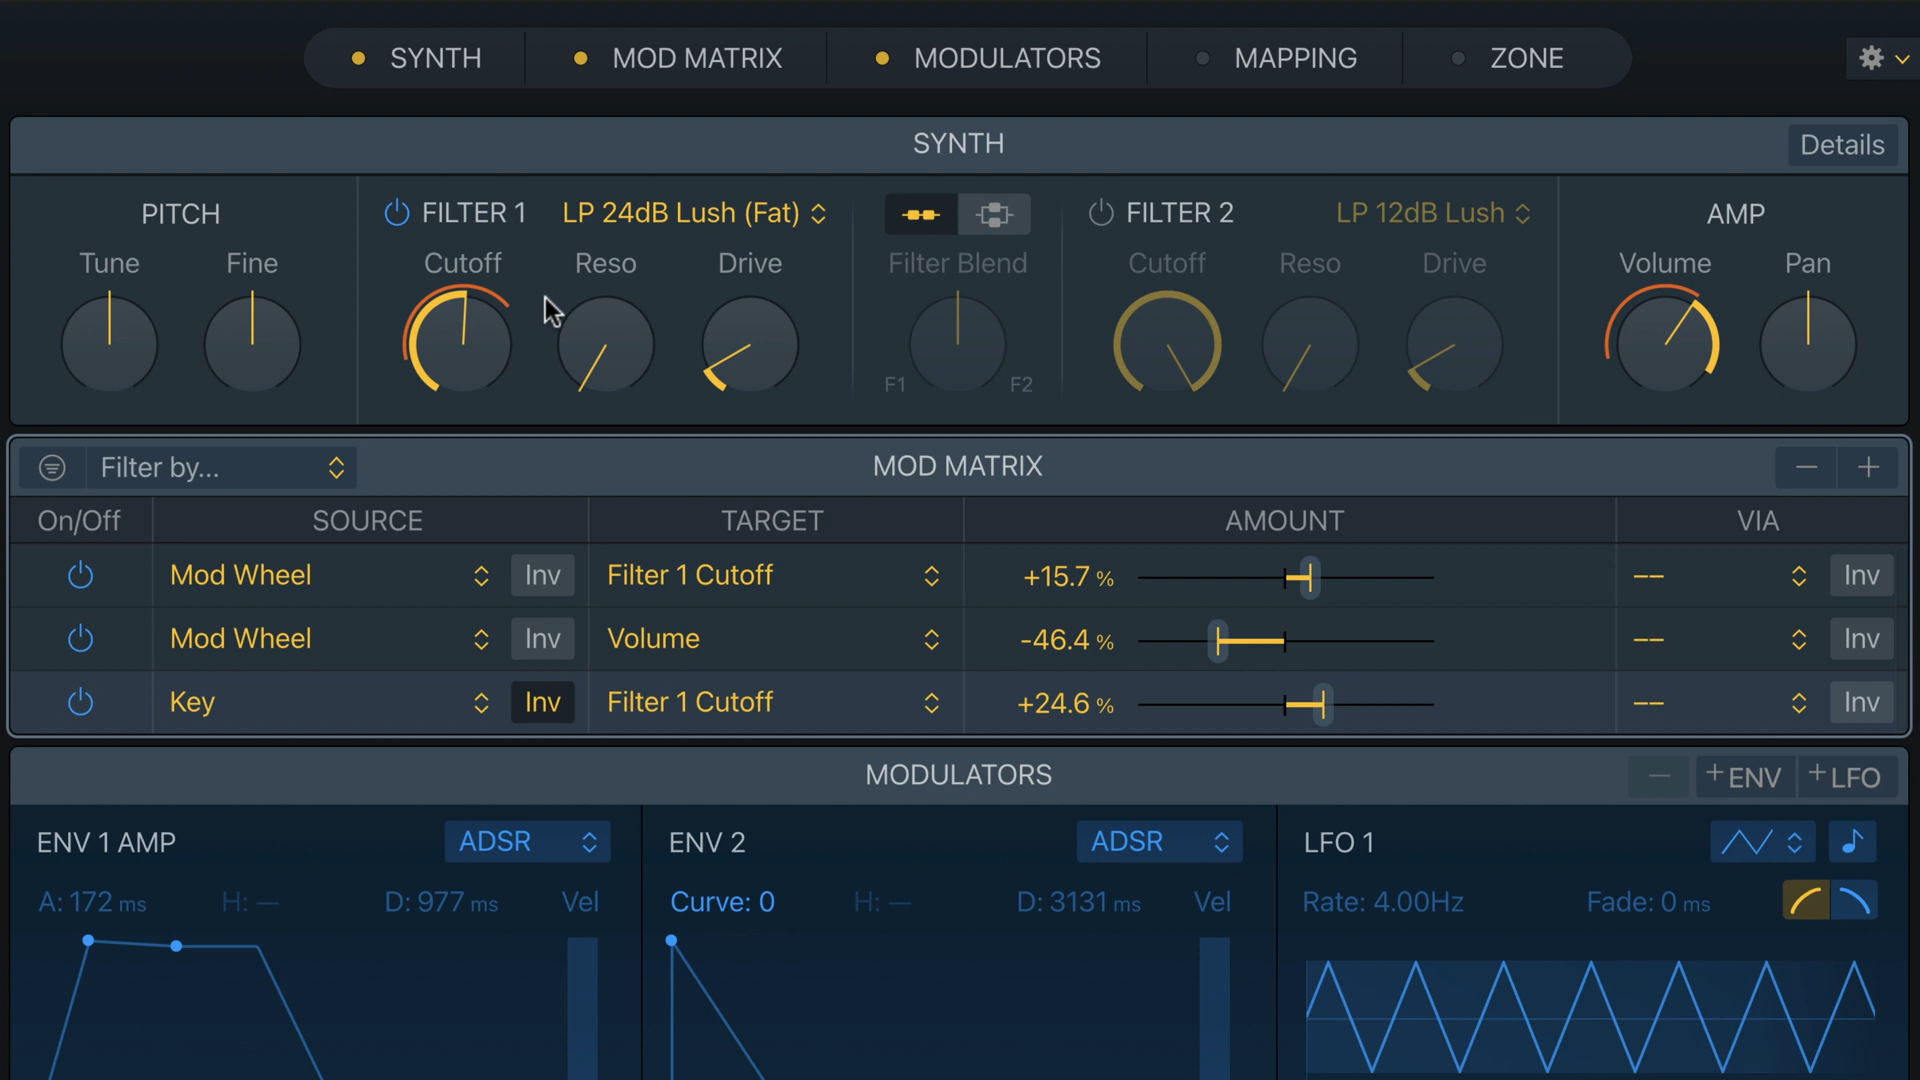 SYNTH MOD MATRIX MODULATORS MAPPING ZONE
SYNTH Details
PITCH FILTER 1 LP 24dB Lush (Fat) FILTER 2 LP 12dB Lush AMP
Tune Fine Cutoff Reso Drive Filter Blend Cutoff Reso Drive Volume Pan
F1 F2
Filter by... MOD MATRIX − +
On/Off SOURCE TARGET AMOUNT VIA
Mod Wheel Inv Filter 1 Cutoff +15.7 % -- Inv
Mod Wheel Inv Volume -46.4 % -- Inv
Key Inv Filter 1 Cutoff +24.6 % -- Inv
MODULATORS − +ENV +LFO
ENV 1 AMP ADSR ENV 2 ADSR LFO 1
A: 172 ms H: — D: 977 ms Vel Curve: 0 H: — D: 3131 ms Vel Rate: 4.00Hz Fade: 0 ms